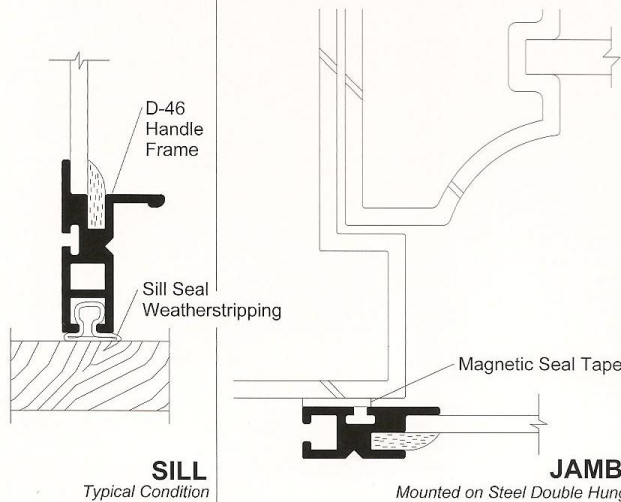 D-46
Handle
Frame
Sill Seal
Weatherstripping
SILL
Typical Condition
Magnetic Seal Tape
JAMB
Mounted on Steel Double Hung